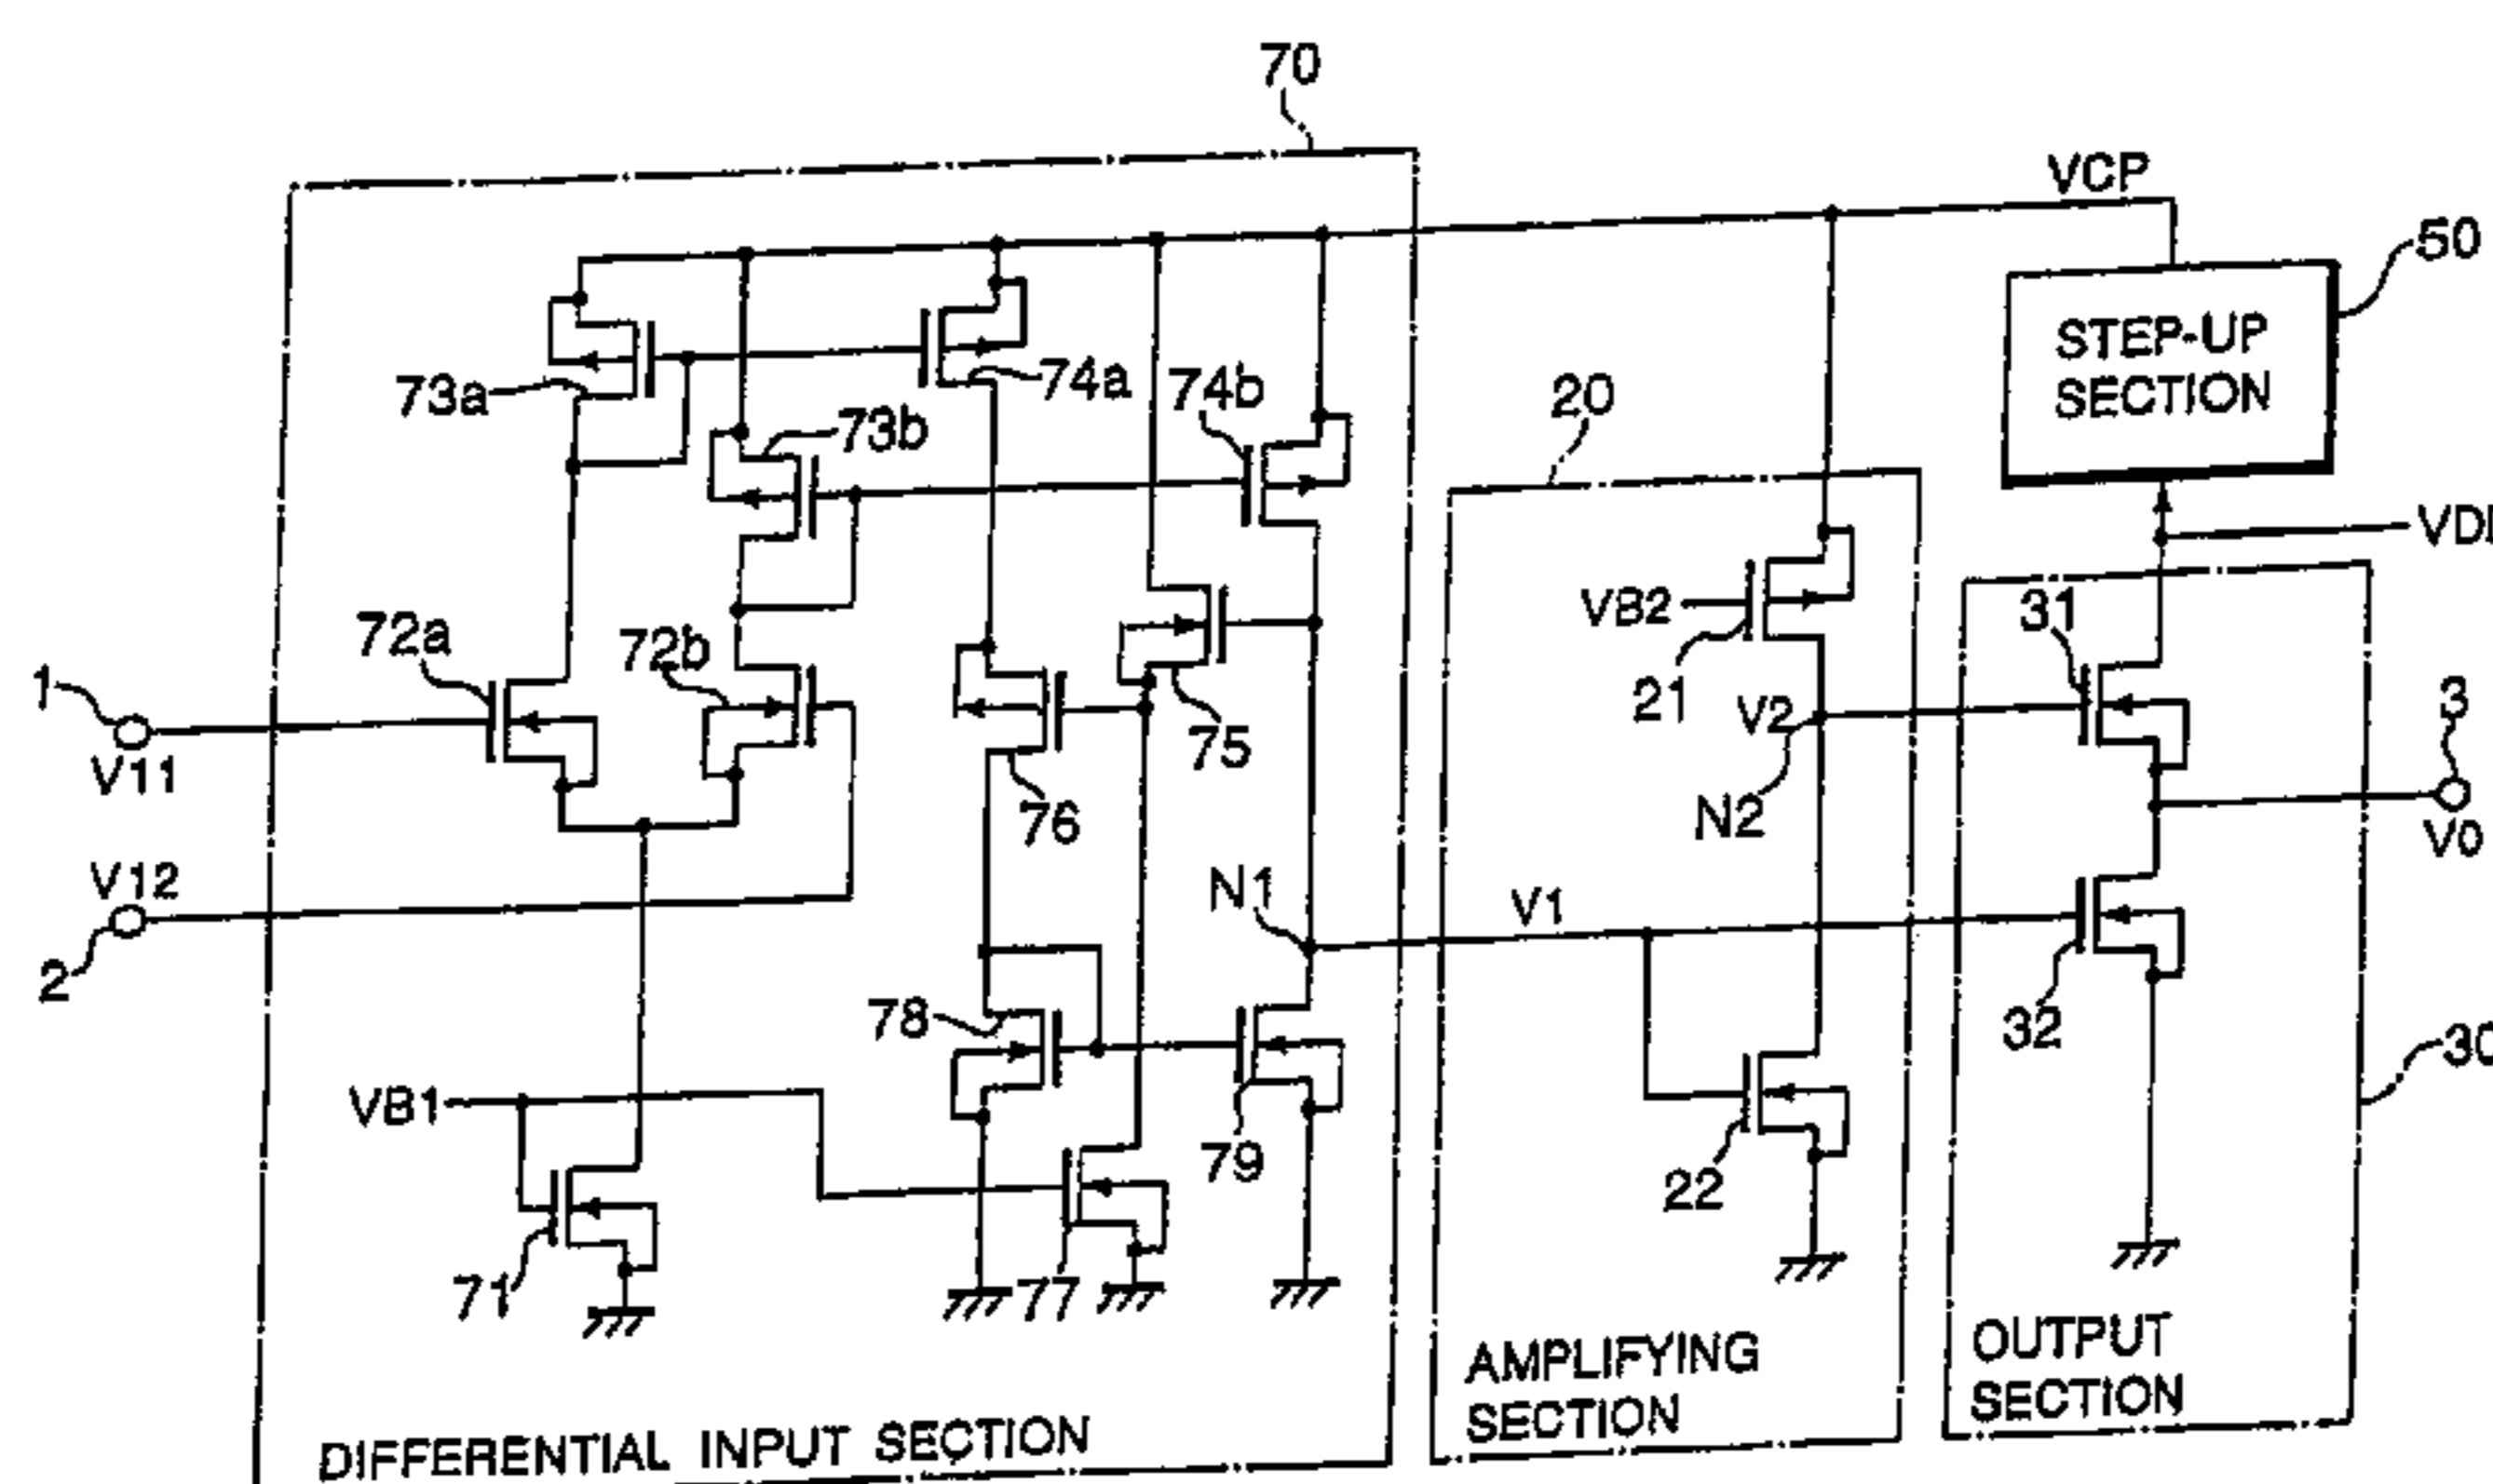 70
VCP
50
STEP-UP
SECTION
73a
74a
74b
20
73b
VB2
31
72a
72b
1
21
V2
3
V11
75
76
N2
V0
V12
N1
V1
2
78
32
VB1
79
22
71
77
OUTPUT
SECTION
AMPLIFYING
SECTION
DIFFERENTIAL INPUT SECTION